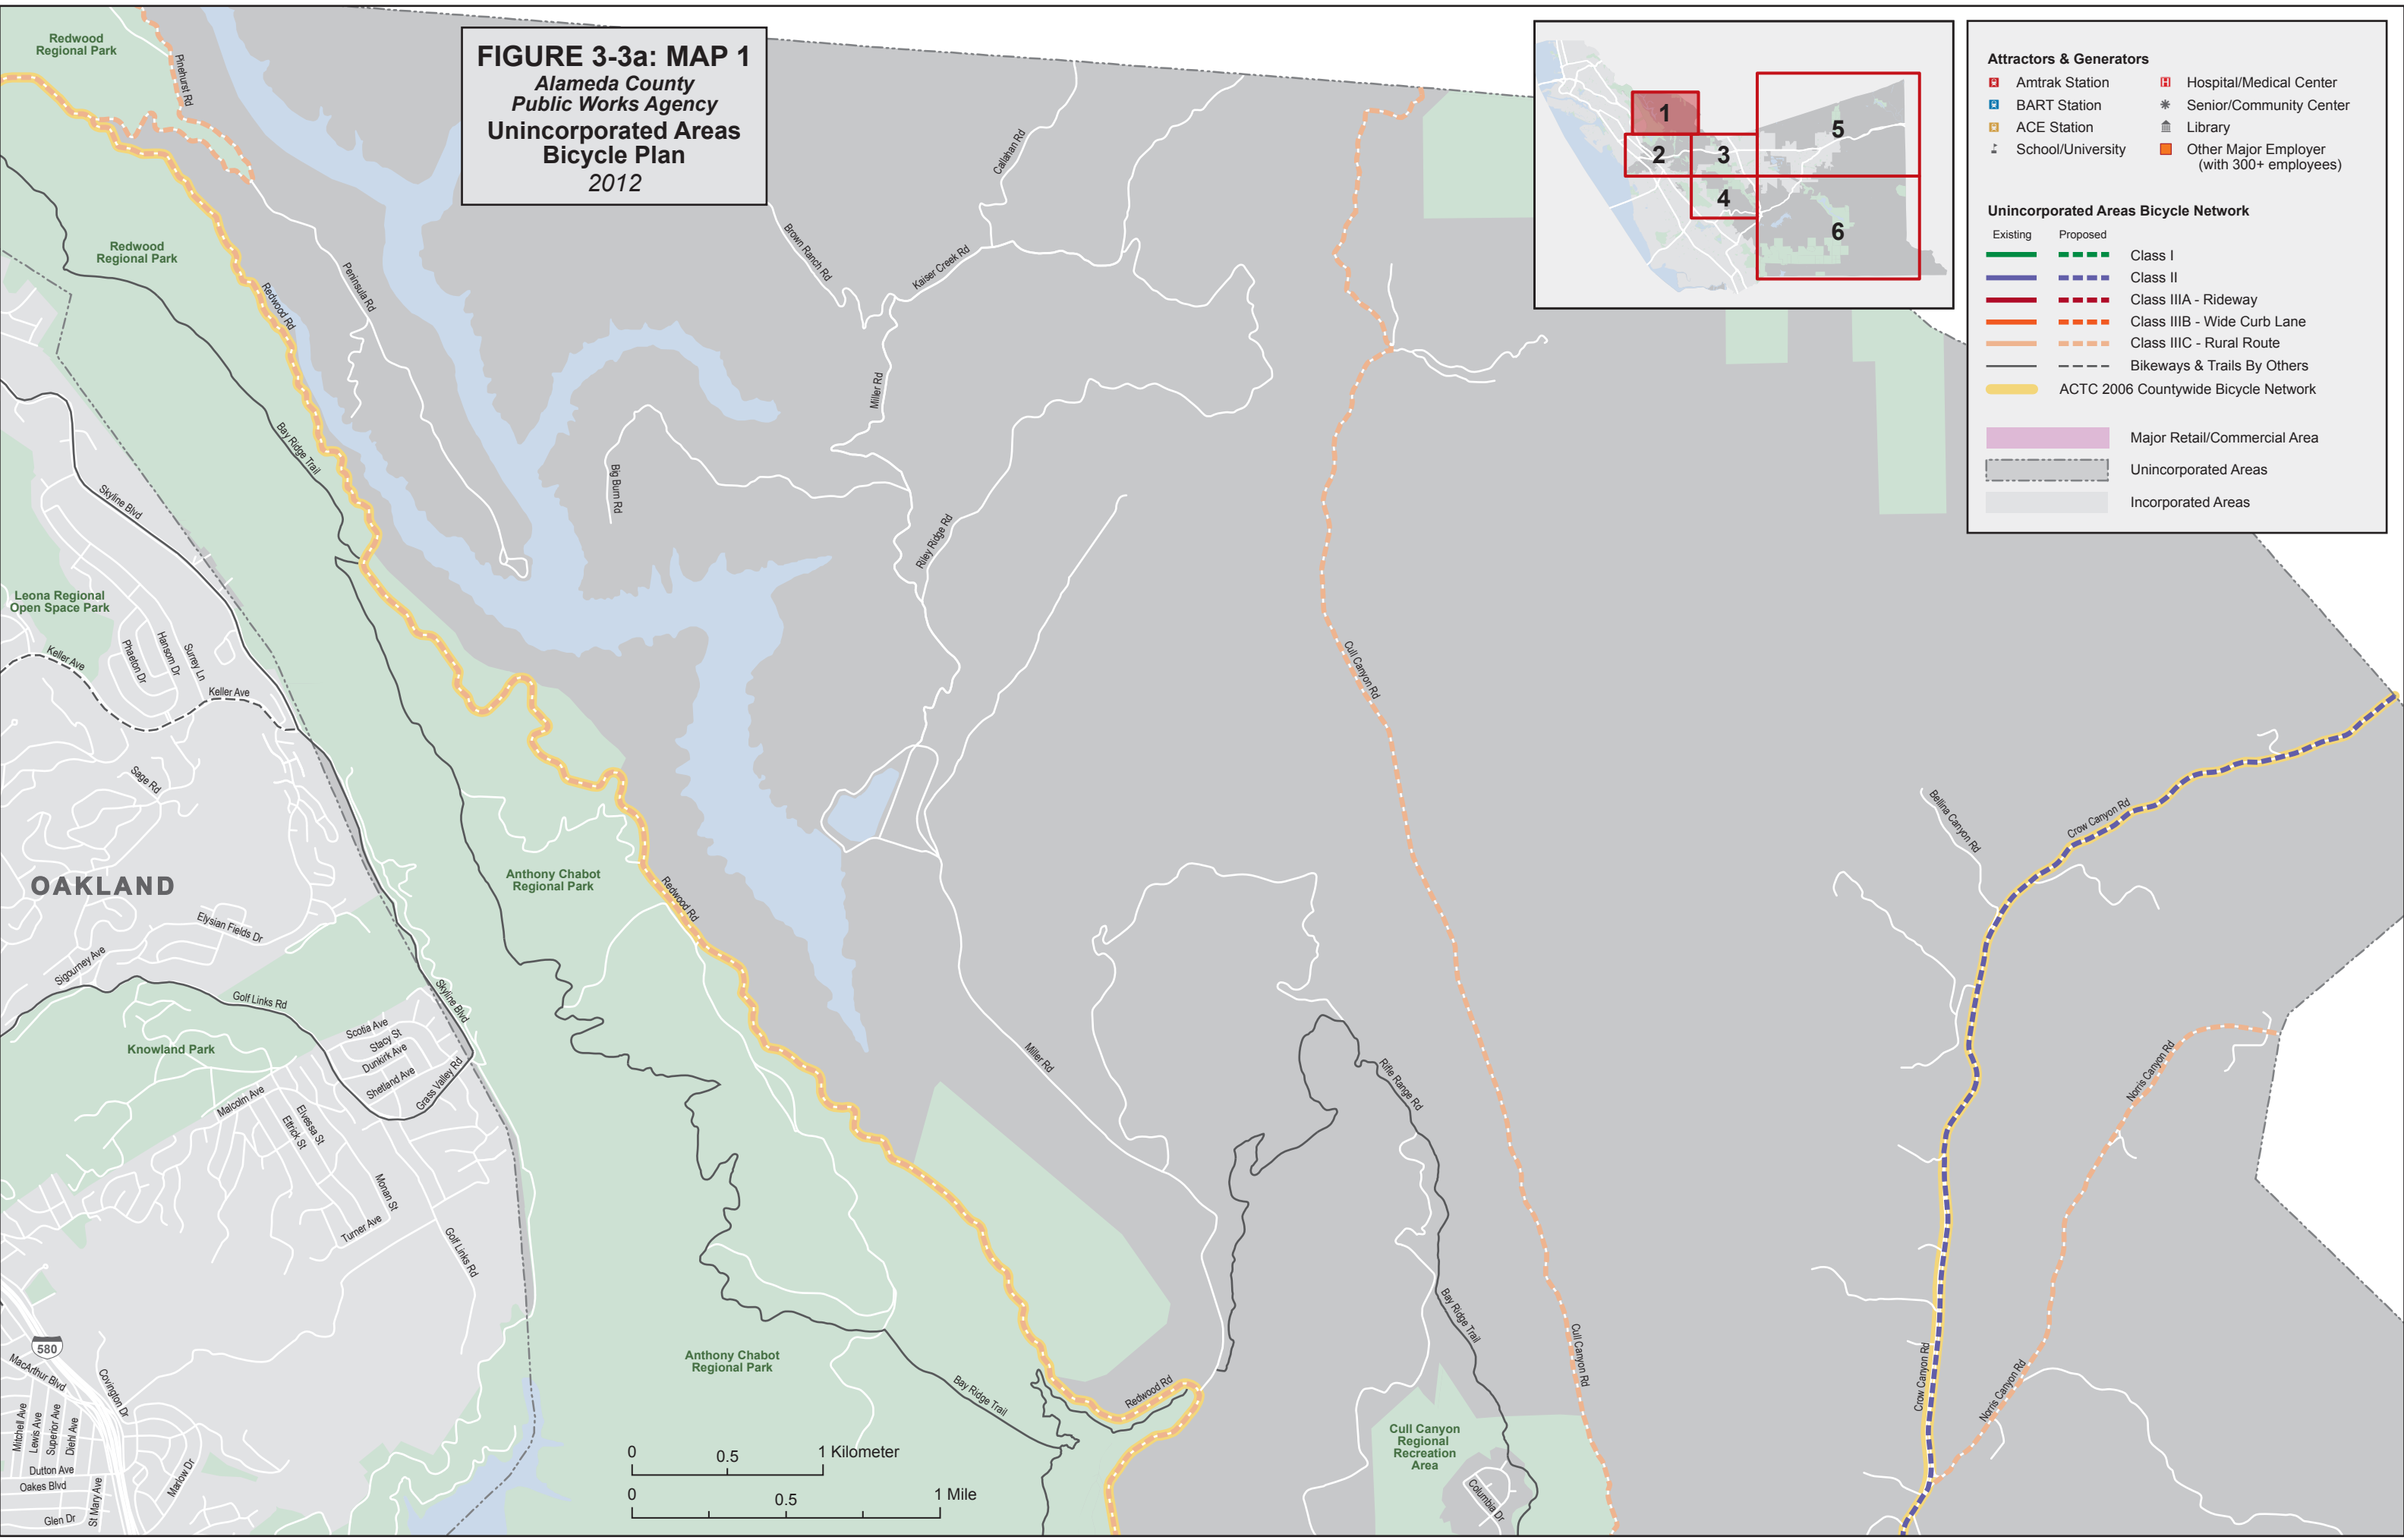 FIGURE 3-3a: MAP 1
Alameda County
Public Works Agency
Unincorporated Areas
Bicycle Plan
2012
1
2
3
4
5
6
Attractors & Generators
Amtrak Station
BART Station
ACE Station
School/University
Hospital/Medical Center
Senior/Community Center
Library
Other Major Employer
(with 300+ employees)
Unincorporated Areas Bicycle Network
Existing Proposed
Class I
Class II
Class IIIA - Rideway
Class IIIB - Wide Curb Lane
Class IIIC - Rural Route
Bikeways & Trails By Others
ACTC 2006 Countywide Bicycle Network
Major Retail/Commercial Area
Unincorporated Areas
Incorporated Areas
Redwood
Regional Park
Pinehurst Rd
Redwood
Regional Park
Redwood Rd
Peninsula Rd
Brown Ranch Rd
Kaiser Creek Rd
Callahan Rd
Miller Rd
Big Burn Rd
Riley Ridge Rd
Bay Ridge Trail
Skyline Blvd
Leona Regional
Open Space Park
Keller Ave
Phaeton Dr
Hansom Dr
Surrey Ln
Keller Ave
Sage Rd
Cull Canyon Rd
Bellina Canyon Rd
Crow Canyon Rd
OAKLAND
Anthony Chabot
Regional Park
Redwood Rd
Elysian Fields Dr
Sigourney Ave
Golf Links Rd
Skyline Blvd
Knowland Park
Scotia Ave
Stacy St
Dunkirk Ave
Shetland Ave
Grass Valley Rd
Malcolm Ave
Elvessa St
Elfrick St
Monan St
Turner Ave
Golf Links Rd
Miller Rd
Rifle Range Rd
Norris Canyon Rd
Bay Ridge Trail
Cull Canyon Rd
Crow Canyon Rd
Norris Canyon Rd
580
MacArthur Blvd
Covington Dr
Mitchell Ave
Lewis Ave
Superior Ave
Diehl Ave
Dutton Ave
Oakes Blvd
St Mary Ave
Glen Dr
Marlow Dr
Anthony Chabot
Regional Park
Bay Ridge Trail
Redwood Rd
Cull Canyon
Regional
Recreation
Area
Columbia Dr
0 0.5 1 Kilometer
0 0.5 1 Mile